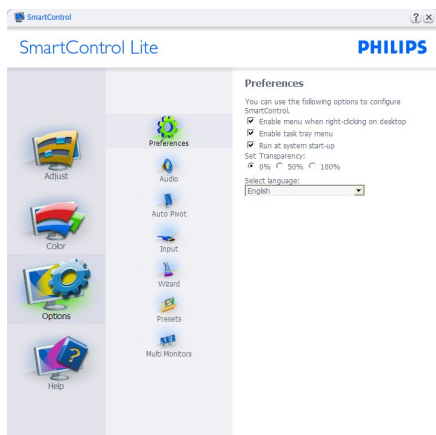 SmartControl
SmartControl Lite
PHILIPS
Adjust
Color
Options
Help
Preferences
Audio
Auto Pivot
Input
Wizard
Presets
Multi Monitors
Preferences
You can use the following options to configure
SmartControl.
Enable menu when right-clicking on desktop
Enable task tray menu
Run at system start-up
Set Transparency:
0% 50% 100%
Select language:
English